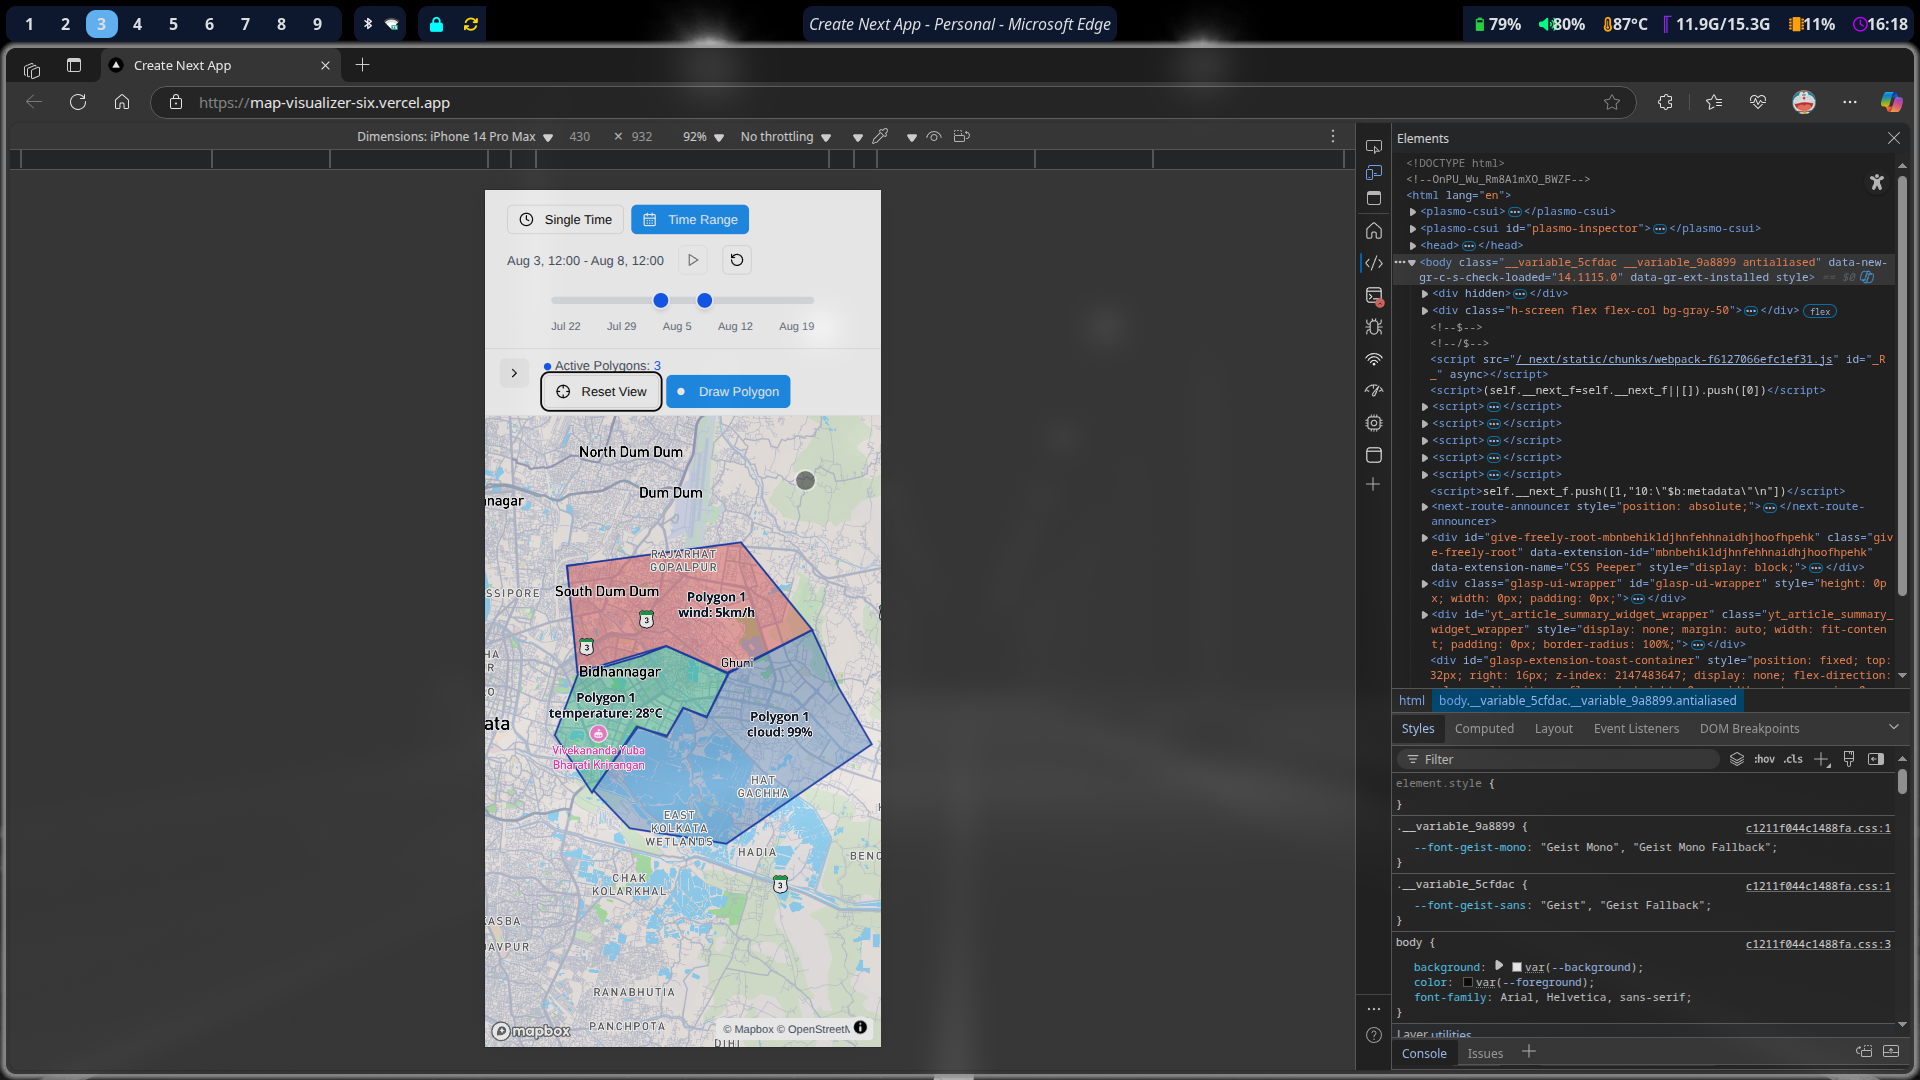 1 2 3 4 5 6 7 8 9
Create Next App - Personal - Microsoft Edge
79% 80% 87°C 11.9G/15.3G 11% 16:18
Create Next App
https://map-visualizer-six.vercel.app
Dimensions: iPhone 14 Pro Max 430 × 932 92% No throttling
Single Time Time Range
Aug 3, 12:00 - Aug 8, 12:00
Jul 22 Jul 29 Aug 5 Aug 12 Aug 19
Active Polygons: 3
Reset View Draw Polygon
North Dum Dum
Dum Dum
nagar
RAJARHAT
GOPALPUR
SSIPORE
South Dum Dum
Polygon 1
wind: 5km/h
3
3
HA
R
Ghuni
Bidhannagar
CO
Polygon 1
temperature: 28°C
ata
Polygon 1
cloud: 99%
Vivekananda Yuba
Bharati Krirangan
HAT
GACHHA
EAST
KOLKATA
WETLANDS
HADIA
BENO
CHAK
KOLARKHAL
3
KASBA
DAVPUR
RANABHUTIA
PANCHPOTA
mapbox
© Mapbox © OpenStreetM
DIHI
Elements
<!DOCTYPE html>
<!--OnPU_Wu_Rm8A1mXO_BWZF-->
<html lang="en">
<plasmo-csui>…</plasmo-csui>
<plasmo-csui id="plasmo-inspector">…</plasmo-csui>
<head>…</head>
<body class="__variable_5cfdac __variable_9a8899 antialiased" data-new-
gr-c-s-check-loaded="14.1115.0" data-gr-ext-installed style> == $0
<div hidden>…</div>
<div class="h-screen flex flex-col bg-gray-50">…</div> flex
<!--$-->
<!--/$-->
<script src="/_next/static/chunks/webpack-f6127066efc1ef31.js" id="_R
_" async></script>
<script>(self.__next_f=self.__next_f||[]).push([0])</script>
<script>…</script>
<script>…</script>
<script>…</script>
<script>…</script>
<script>…</script>
<script>self.__next_f.push([1,"10:\"$b:metadata\"\n"])</script>
<next-route-announcer style="position: absolute;">…</next-route-
announcer>
<div id="give-freely-root-mbnbehikldjhnfehhnaidhjhoofhpehk" class="giv
e-freely-root" data-extension-id="mbnbehikldjhnfehhnaidhjhoofhpehk"
data-extension-name="CSS Peeper" style="display: block;">…</div>
<div class="glasp-ui-wrapper" id="glasp-ui-wrapper" style="height: 0p
x; width: 0px; padding: 0px;">…</div>
<div id="yt_article_summary_widget_wrapper" class="yt_article_summary_
widget_wrapper" style="display: none; margin: auto; width: fit-conten
t; padding: 0px; border-radius: 100%;">…</div>
<div id="glasp-extension-toast-container" style="position: fixed; top:
32px; right: 16px; z-index: 2147483647; display: none; flex-direction:
html body.__variable_5cfdac.__variable_9a8899.antialiased
Styles Computed Layout Event Listeners DOM Breakpoints
Filter :hov .cls
element.style {
}
.__variable_9a8899 { c1211f044c1488fa.css:1
--font-geist-mono: "Geist Mono", "Geist Mono Fallback";
}
.__variable_5cfdac { c1211f044c1488fa.css:1
--font-geist-sans: "Geist", "Geist Fallback";
}
body { c1211f044c1488fa.css:3
background: var(--background);
color: var(--foreground);
font-family: Arial, Helvetica, sans-serif;
}
Layer utilities
Console Issues